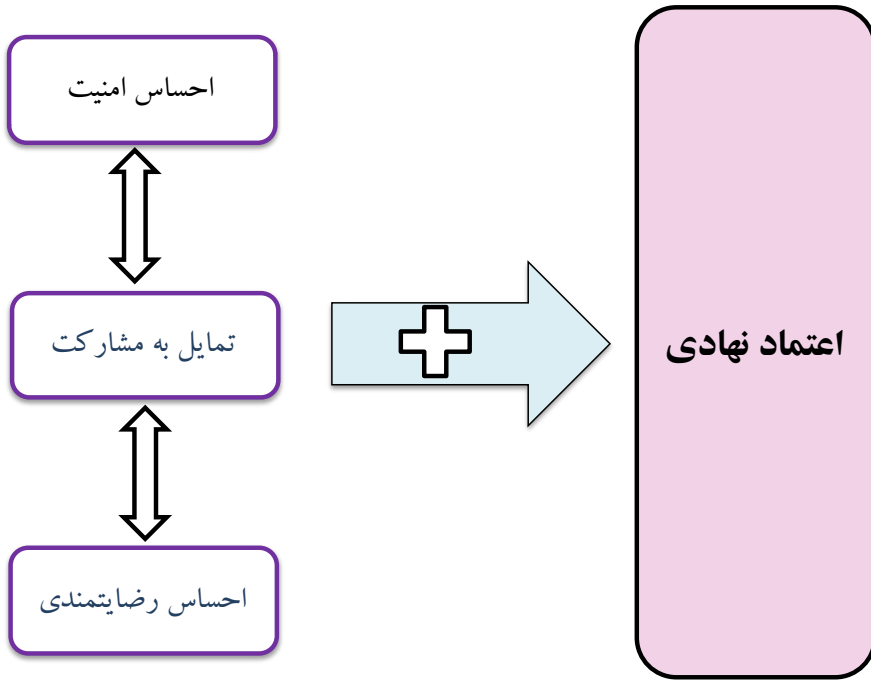 احساس امنیت
تمایل به مشارکت
احساس رضایتمندی
اعتماد نهادی